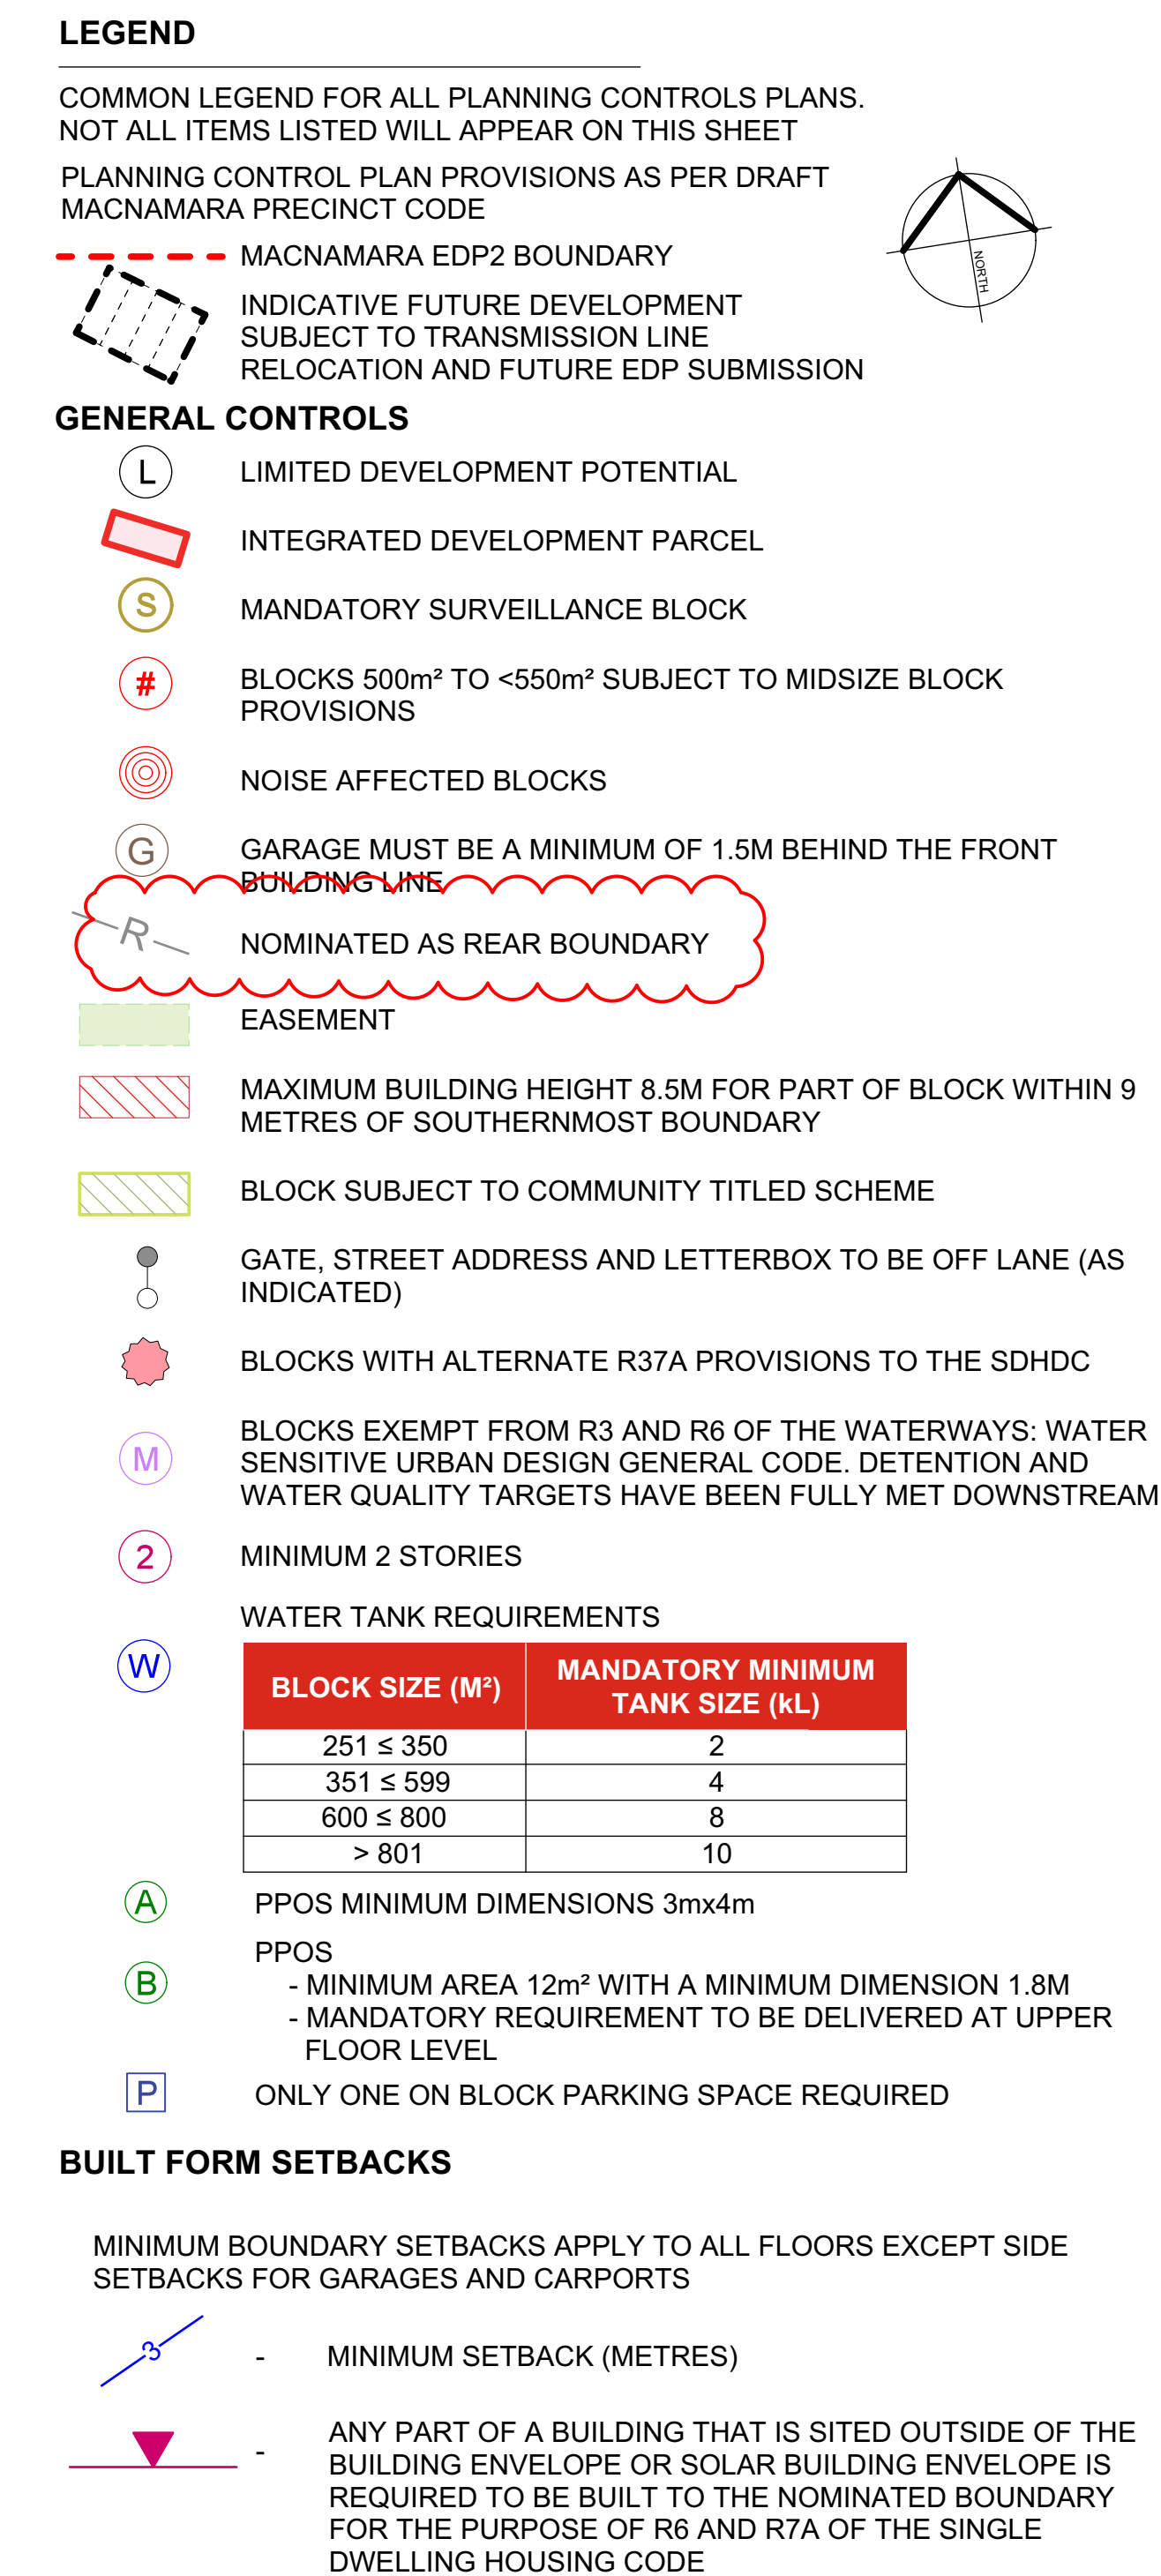 LEGEND
COMMON LEGEND FOR ALL PLANNING CONTROLS PLANS.
NOT ALL ITEMS LISTED WILL APPEAR ON THIS SHEET
PLANNING CONTROL PLAN PROVISIONS AS PER DRAFT
MACNAMARA PRECINCT CODE
NORTH
MACNAMARA EDP2 BOUNDARY
INDICATIVE FUTURE DEVELOPMENT
SUBJECT TO TRANSMISSION LINE
RELOCATION AND FUTURE EDP SUBMISSION
GENERAL CONTROLS
L LIMITED DEVELOPMENT POTENTIAL
INTEGRATED DEVELOPMENT PARCEL
S MANDATORY SURVEILLANCE BLOCK
# BLOCKS 500m² TO <550m² SUBJECT TO MIDSIZE BLOCK
PROVISIONS
NOISE AFFECTED BLOCKS
G GARAGE MUST BE A MINIMUM OF 1.5M BEHIND THE FRONT
BUILDING LINE
R NOMINATED AS REAR BOUNDARY
EASEMENT
MAXIMUM BUILDING HEIGHT 8.5M FOR PART OF BLOCK WITHIN 9
METRES OF SOUTHERNMOST BOUNDARY
BLOCK SUBJECT TO COMMUNITY TITLED SCHEME
GATE, STREET ADDRESS AND LETTERBOX TO BE OFF LANE (AS
INDICATED)
BLOCKS WITH ALTERNATE R37A PROVISIONS TO THE SDHDC
BLOCKS EXEMPT FROM R3 AND R6 OF THE WATERWAYS: WATER
M SENSITIVE URBAN DESIGN GENERAL CODE. DETENTION AND
WATER QUALITY TARGETS HAVE BEEN FULLY MET DOWNSTREAM
2 MINIMUM 2 STORIES
WATER TANK REQUIREMENTS
W
BLOCK SIZE (M²) MANDATORY MINIMUM
TANK SIZE (kL)
251 ≤ 350 2
351 ≤ 599 4
600 ≤ 800 8
> 801 10
A PPOS MINIMUM DIMENSIONS 3mx4m
PPOS
B - MINIMUM AREA 12m² WITH A MINIMUM DIMENSION 1.8M
- MANDATORY REQUIREMENT TO BE DELIVERED AT UPPER
FLOOR LEVEL
P ONLY ONE ON BLOCK PARKING SPACE REQUIRED
BUILT FORM SETBACKS
MINIMUM BOUNDARY SETBACKS APPLY TO ALL FLOORS EXCEPT SIDE
SETBACKS FOR GARAGES AND CARPORTS
3 - MINIMUM SETBACK (METRES)
- ANY PART OF A BUILDING THAT IS SITED OUTSIDE OF THE
BUILDING ENVELOPE OR SOLAR BUILDING ENVELOPE IS
REQUIRED TO BE BUILT TO THE NOMINATED BOUNDARY
FOR THE PURPOSE OF R6 AND R7A OF THE SINGLE
DWELLING HOUSING CODE